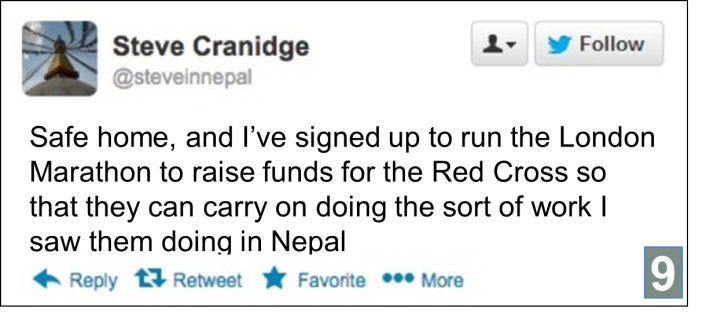 Steve Cranidge
@steveinnepal
Follow
Safe home, and I’ve signed up to run the London
Marathon to raise funds for the Red Cross so
that they can carry on doing the sort of work I
saw them doing in Nepal
Reply Retweet Favorite More
9